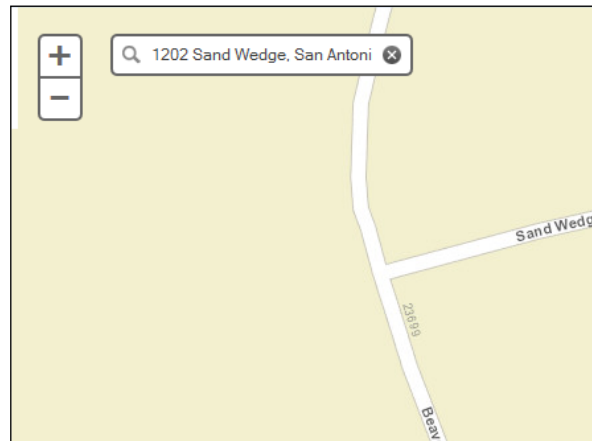 +
1202 Sand Wedge, San Antoni
−
Sand Wedg
23699
Beav